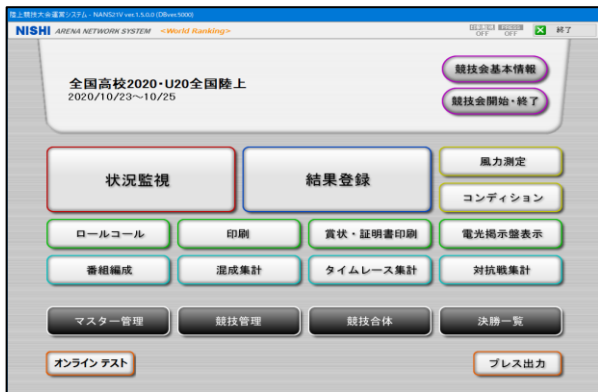 陸上競技大会運営システム - NANS21V ver.1.5.0.0 (DBver.5000)
NISHI ARENA NETWORK SYSTEM <World Ranking>
OFF OFF 終了
全国高校2020・U20全国陸上
2020/10/23～10/25
競技会基本情報
競技会開始・終了
状況監視
結果登録
風力測定
コンディション
ロールコール 印刷 賞状・証明書印刷 電光掲示盤表示
番組編成 混成集計 タイムレース集計 対抗戦集計
マスター管理 競技管理 競技合体 決勝一覧
オンライン テスト プレス出力